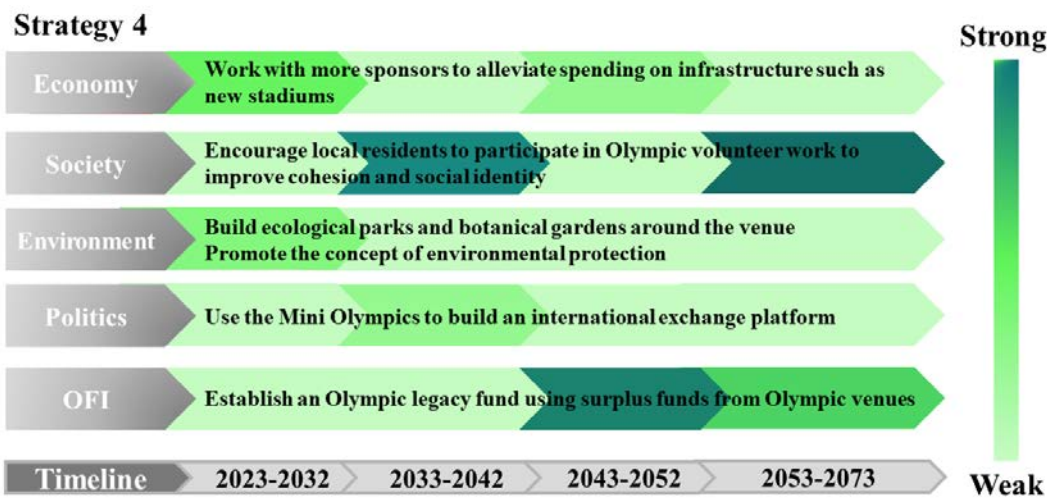 Strategy 4
Strong
Economy
Work with more sponsors to alleviate spending on infrastructure such as
new stadiums
Society
Encourage local residents to participate in Olympic volunteer work to
improve cohesion and social identity
Environment
Build ecological parks and botanical gardens around the venue
Promote the concept of environmental protection
Politics
Use the Mini Olympics to build an international exchange platform
OFI
Establish an Olympic legacy fund using surplus funds from Olympic venues
Timeline
2023-2032
2033-2042
2043-2052
2053-2073
Weak